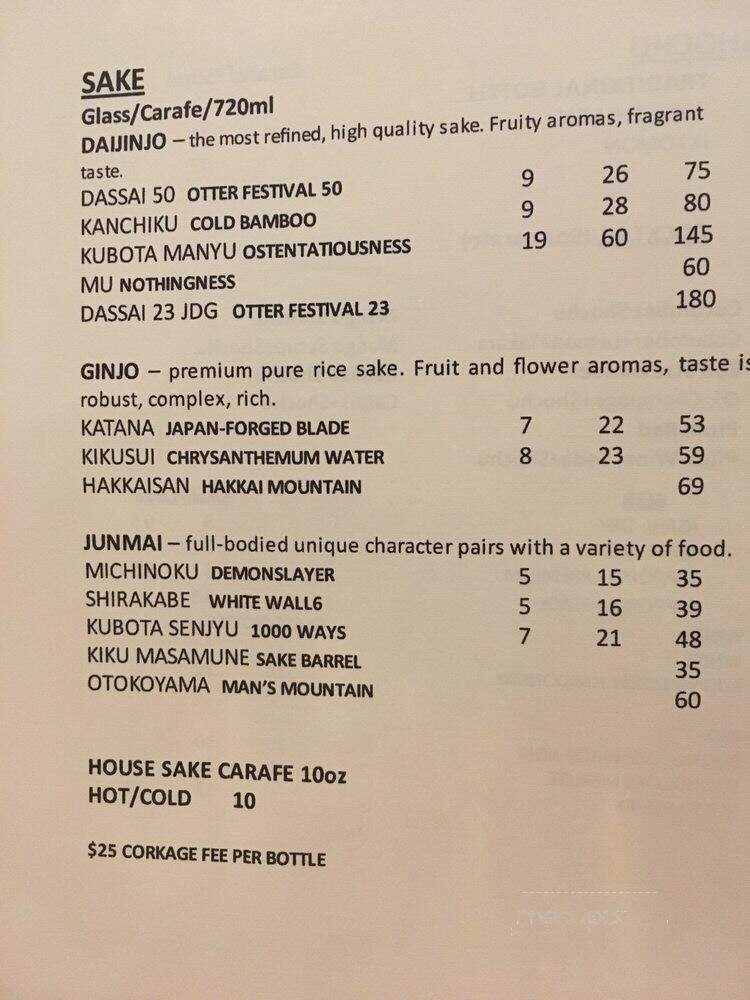 SAKE
Glass/Carafe/720ml
DAIJINJO – the most refined, high quality sake. Fruity aromas, fragrant
taste.
DASSAI 50 OTTER FESTIVAL 50 9 26 75
KANCHIKU COLD BAMBOO 9 28 80
KUBOTA MANYU OSTENTATIOUSNESS 19 60 145
MU NOTHINGNESS 60
DASSAI 23 JDG OTTER FESTIVAL 23 180
GINJO – premium pure rice sake. Fruit and flower aromas, taste is
robust, complex, rich.
KATANA JAPAN-FORGED BLADE 7 22 53
KIKUSUI CHRYSANTHEMUM WATER 8 23 59
HAKKAISAN HAKKAI MOUNTAIN 69
JUNMAI – full-bodied unique character pairs with a variety of food.
MICHINOKU DEMONSLAYER 5 15 35
SHIRAKABE WHITE WALL6 5 16 39
KUBOTA SENJYU 1000 WAYS 7 21 48
KIKU MASAMUNE SAKE BARREL 35
OTOKOYAMA MAN'S MOUNTAIN 60
HOUSE SAKE CARAFE 10oz
HOT/COLD 10
$25 CORKAGE FEE PER BOTTLE